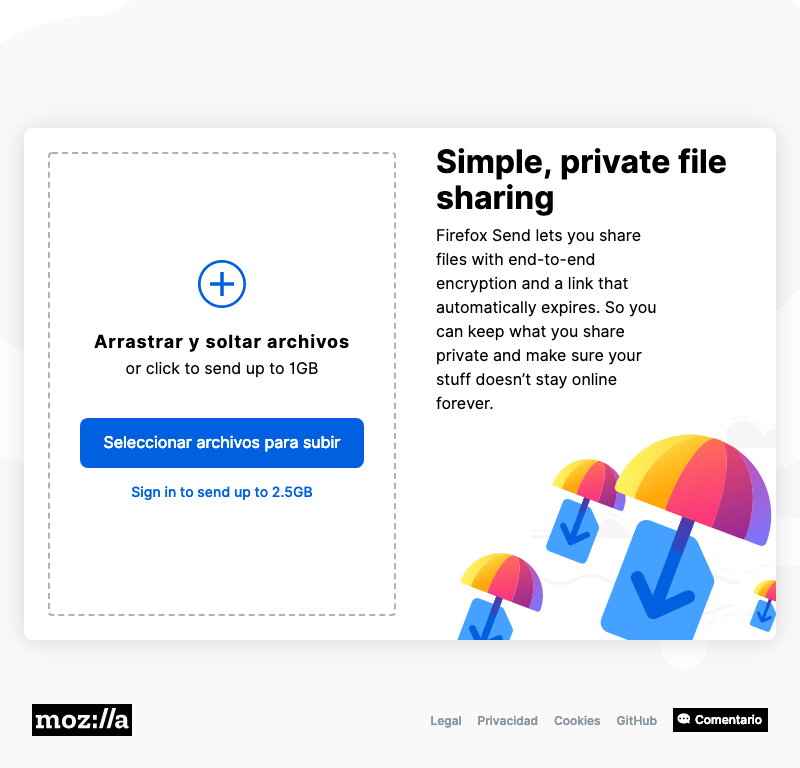 Arrastrar y soltar archivos
or click to send up to 1GB
Seleccionar archivos para subir
Sign in to send up to 2.5GB
Simple, private file
sharing
Firefox Send lets you share
files with end-to-end
encryption and a link that
automatically expires. So you
can keep what you share
private and make sure your
stuff doesn’t stay online
forever.
moz://a
Legal Privacidad Cookies GitHub Comentario